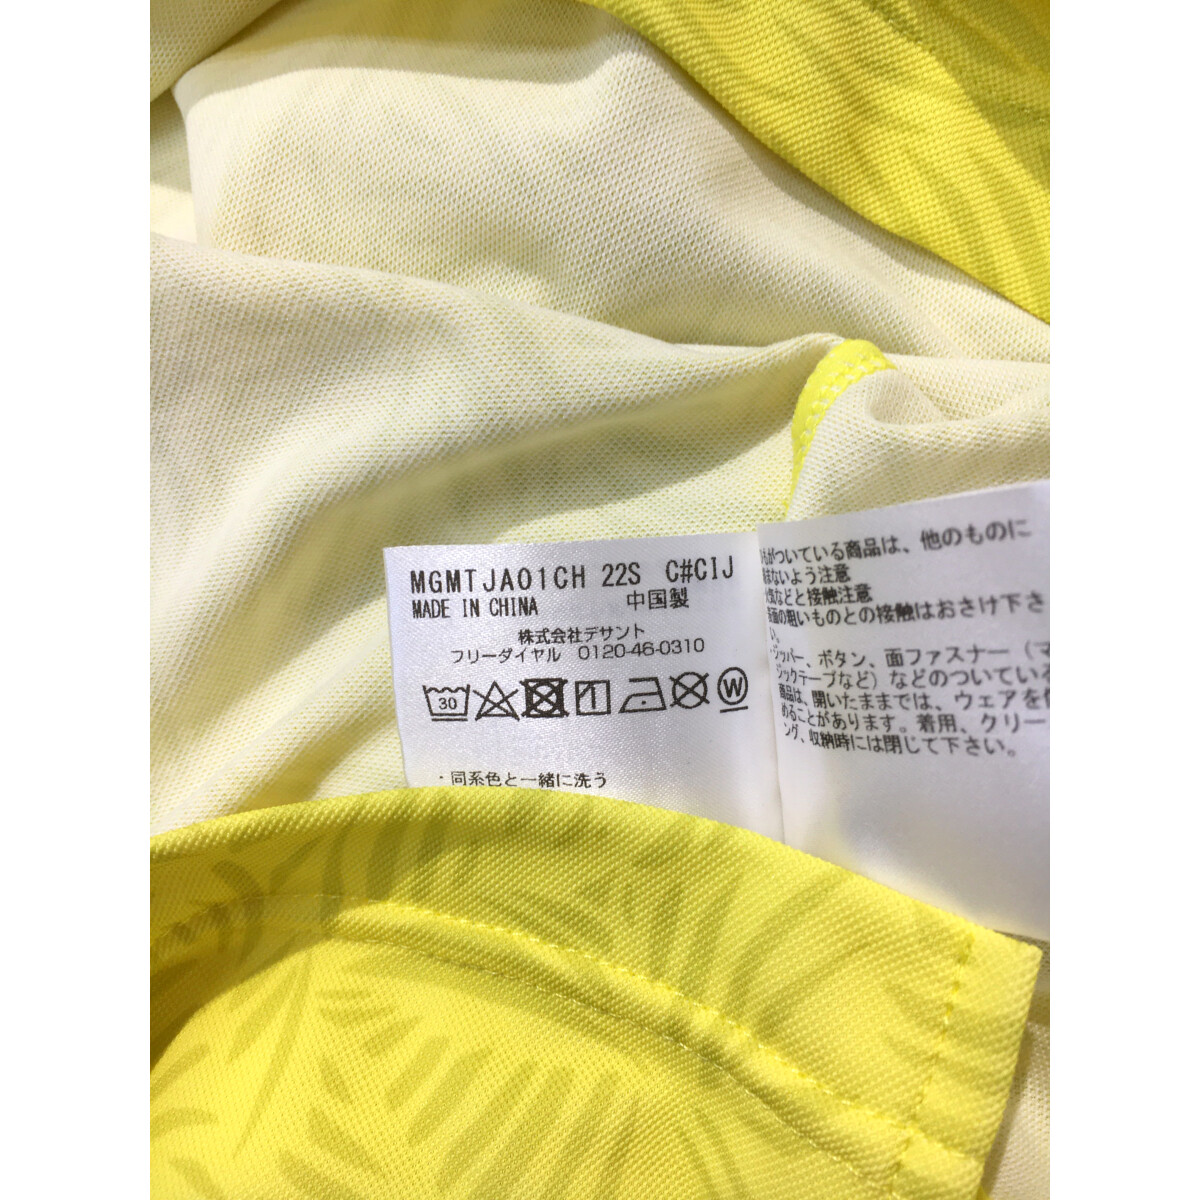 MGMTJA01CH 22S C#CIJ
MADE IN CHINA 中国製
株式会社デサント
フリーダイヤル 0120-46-0310
30 W
・同系色と一緒に洗う
がついている商品は、他のものに
ないよう注意
などと接触注意
面の粗いものとの接触はおさけ下さ
い。
・ジッパー、ボタン、面ファスナー（マ
ジックテープなど）などのついている
商品は、開いたままでは、ウェアを傷
めることがあります。着用、クリー
ング、収納時には閉じて下さい。